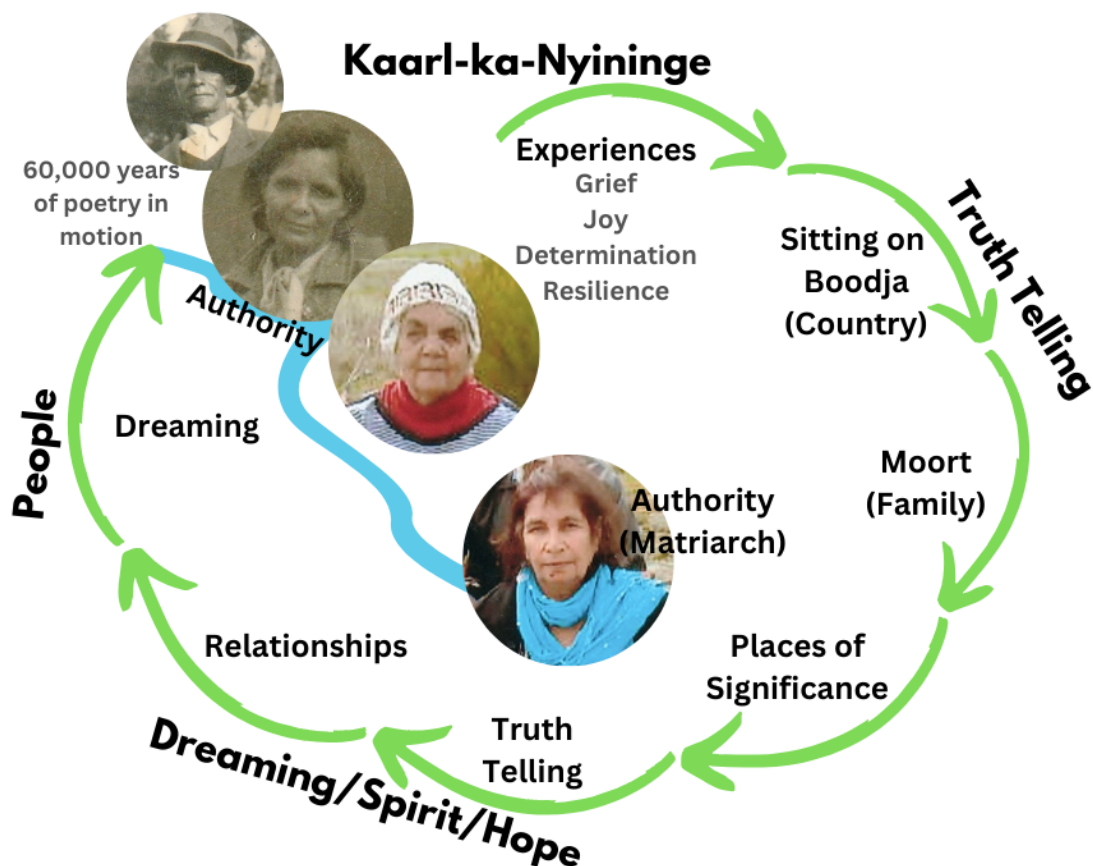 Kaarl-ka-Nyininge
Experiences
Grief
Joy
Determination
Resilience
Sitting on
Boodja
(Country)
Truth Telling
Moort
(Family)
Places of
Significance
Truth
Telling
Dreaming/Spirit/Hope
Relationships
People
Dreaming
60,000 years
of poetry in
motion
Authority
Authority
(Matriarch)